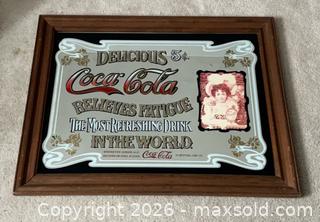 DELICIOUS 5¢
Coca-Cola
RELIEVES FATIGUE
THE MOST REFRESHING DRINK
IN THE WORLD
Coca-Cola
Copyright 2026 - maxsold.com